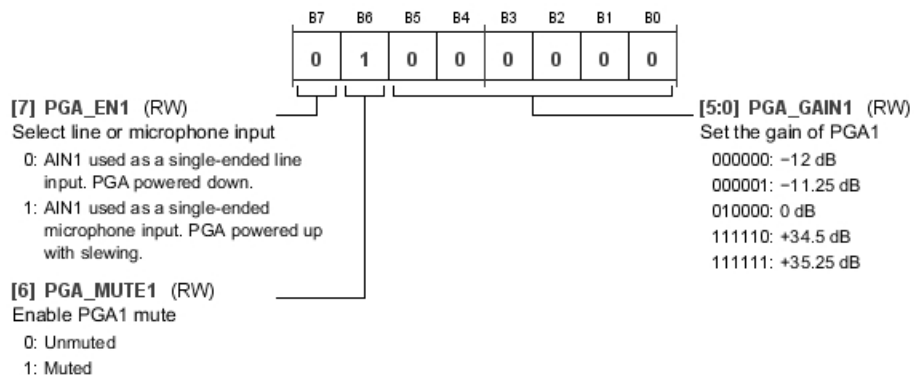 B7 B6 B5 B4 B3 B2 B1 B0
0 1 0 0 0 0 0 0
[7] PGA_EN1 (RW)
Select line or microphone input
0: AIN1 used as a single-ended line
input. PGA powered down.
1: AIN1 used as a single-ended
microphone input. PGA powered up
with slewing.
[6] PGA_MUTE1 (RW)
Enable PGA1 mute
0: Unmuted
1: Muted
[5:0] PGA_GAIN1 (RW)
Set the gain of PGA1
000000: −12 dB
000001: −11.25 dB
010000: 0 dB
111110: +34.5 dB
111111: +35.25 dB